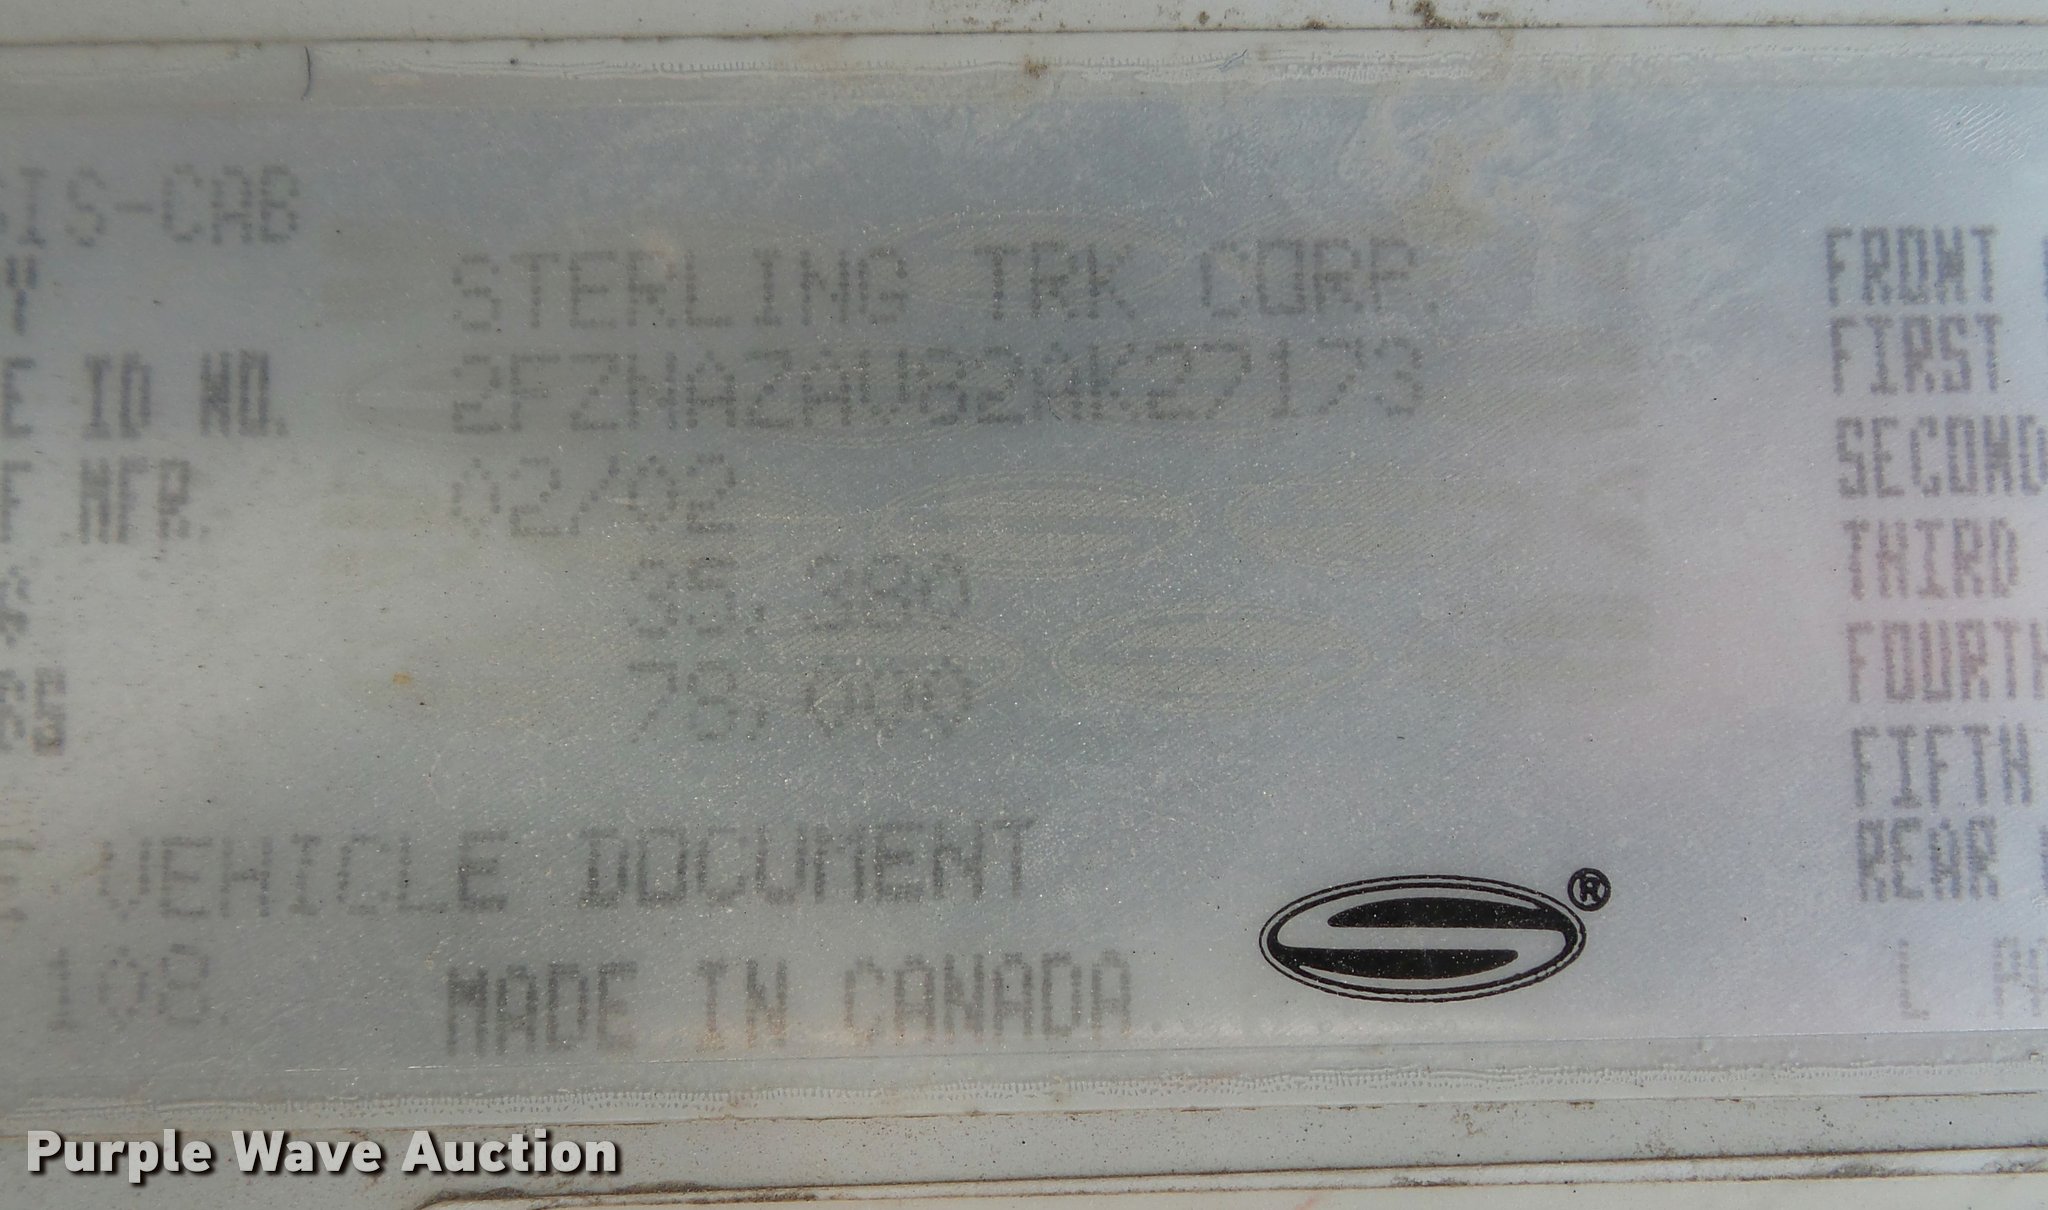 SIS-CAB
STERLING TRK CORP.
E ID NO. 2FZHAZAV82AK27173
F MFR. 02/02
35,380
78,000
VEHICLE DOCUMENT
108. MADE IN CANADA.
®
FRONT
FIRST
SECOND
THIRD
FOURTH
FIFTH
REAR
Purple Wave Auction